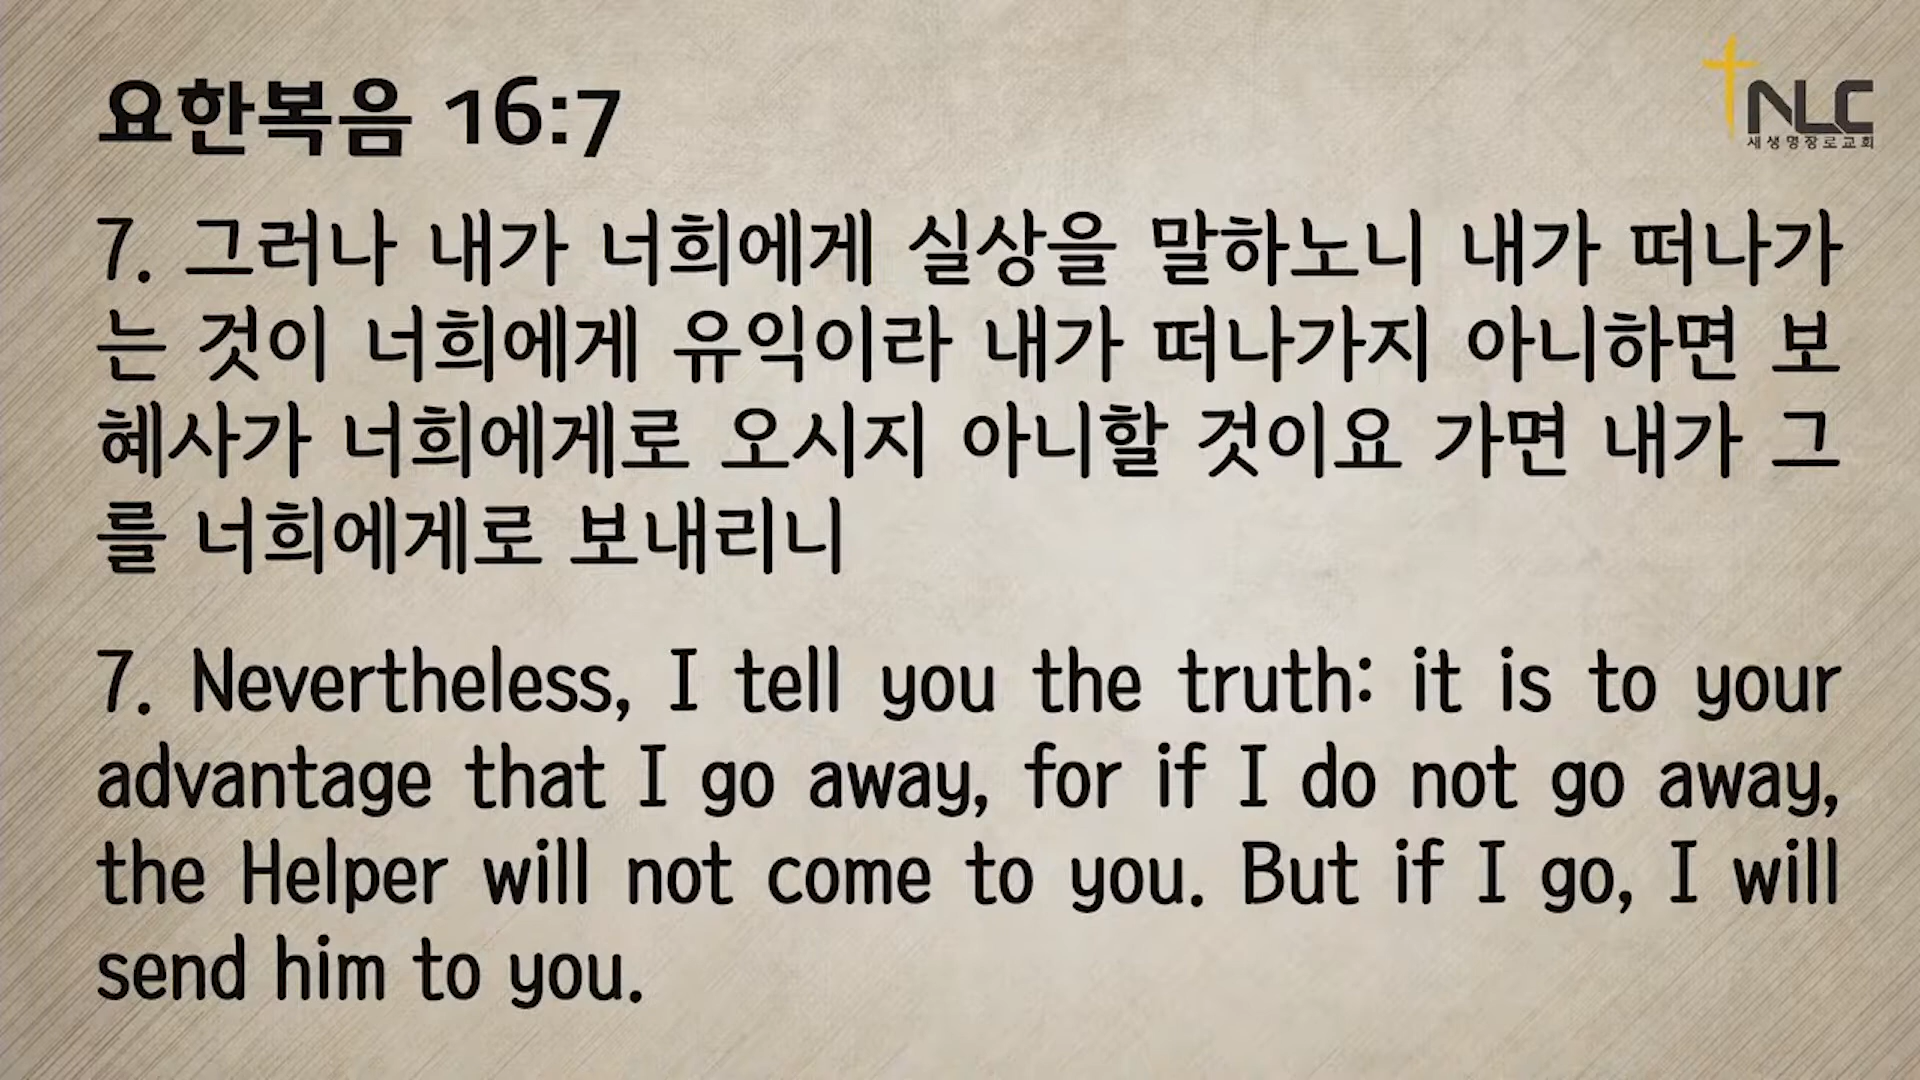 요한복음 16:7
NLC
새생명장로교회
7. 그러나 내가 너희에게 실상을 말하노니 내가 떠나가
는 것이 너희에게 유익이라 내가 떠나가지 아니하면 보
혜사가 너희에게로 오시지 아니할 것이요 가면 내가 그
를 너희에게로 보내리니
7. Nevertheless, I tell you the truth: it is to your
advantage that I go away, for if I do not go away,
the Helper will not come to you. But if I go, I will
send him to you.